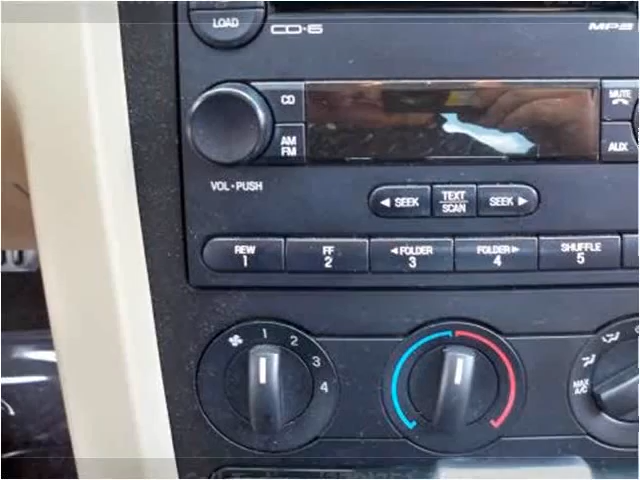 LOAD
CD·6
MP3
CD
MUTE
AM
FM
AUX
VOL·PUSH
◄ SEEK
TEXT
SCAN
SEEK ►
REW
1
FF
2
◄FOLDER
3
FOLDER►
4
SHUFFLE
5
1
2
3
4
MAX
A/C